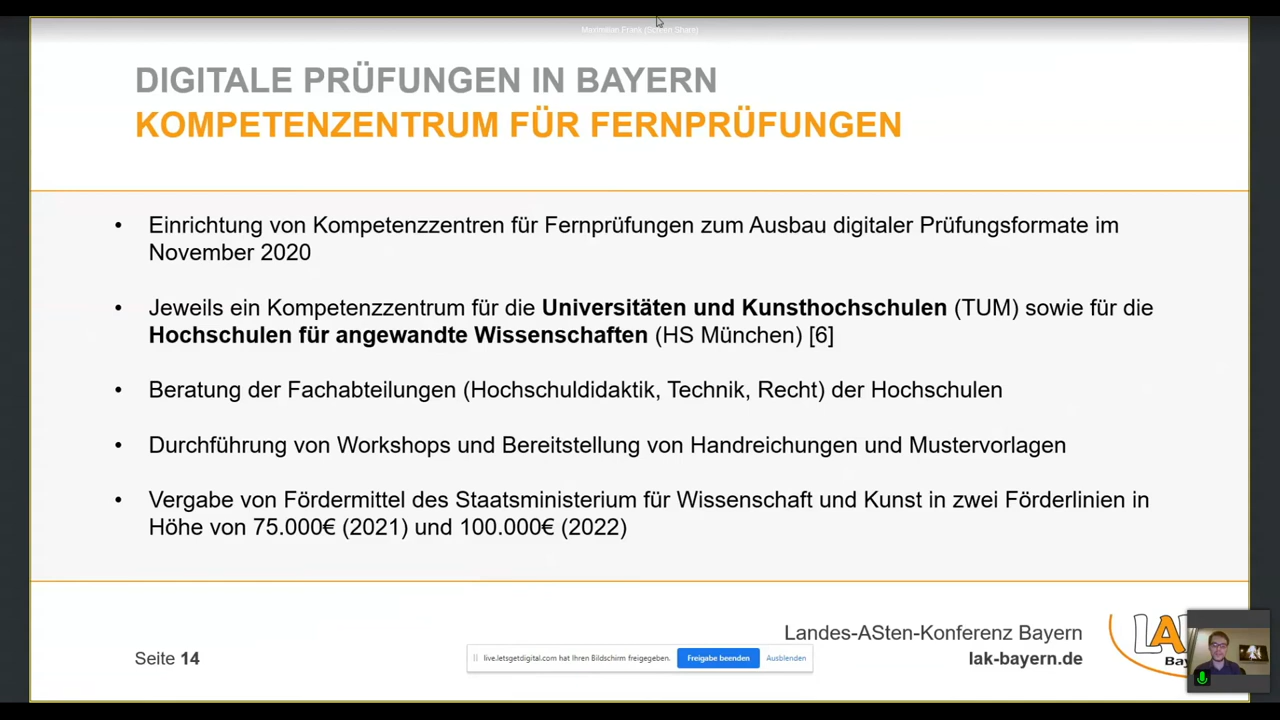 Maximilian Frank (Screen Share)
DIGITALE PRÜFUNGEN IN BAYERN
KOMPETENZENTRUM FÜR FERNPRÜFUNGEN
• Einrichtung von Kompetenzzentren für Fernprüfungen zum Ausbau digitaler Prüfungsformate im
November 2020
• Jeweils ein Kompetenzzentrum für die Universitäten und Kunsthochschulen (TUM) sowie für die
Hochschulen für angewandte Wissenschaften (HS München) [6]
• Beratung der Fachabteilungen (Hochschuldidaktik, Technik, Recht) der Hochschulen
• Durchführung von Workshops und Bereitstellung von Handreichungen und Mustervorlagen
• Vergabe von Fördermittel des Staatsministerium für Wissenschaft und Kunst in zwei Förderlinien in
Höhe von 75.000€ (2021) und 100.000€ (2022)
Landes-ASten-Konferenz Bayern
lak-bayern.de
Seite 14
live.letsgetdigital.com hat Ihren Bildschirm freigegeben. Freigabe beenden Ausblenden